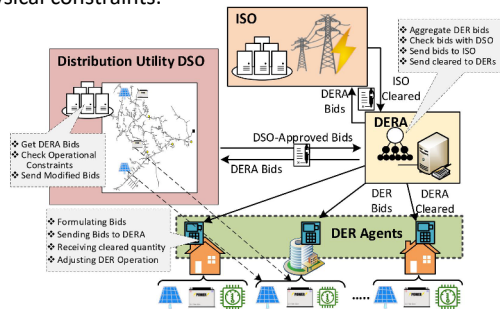 ysical constraints.
ISO
❖ Aggregate DER bids
❖ Check bids with DSO
❖ Send bids to ISO
❖ Send cleared to DERs
Distribution Utility DSO
DERA
Bids
ISO
Cleared
DERA
❖ Get DERA Bids
❖ Check Operational
Constraints
❖ Send Modified Bids
DSO-Approved Bids
DERA Bids
DER
Bids
DERA
Cleared
❖ Formulating Bids
❖ Sending Bids to DERA
❖ Receiving cleared quantity
❖ Adjusting DER Operation
DER Agents